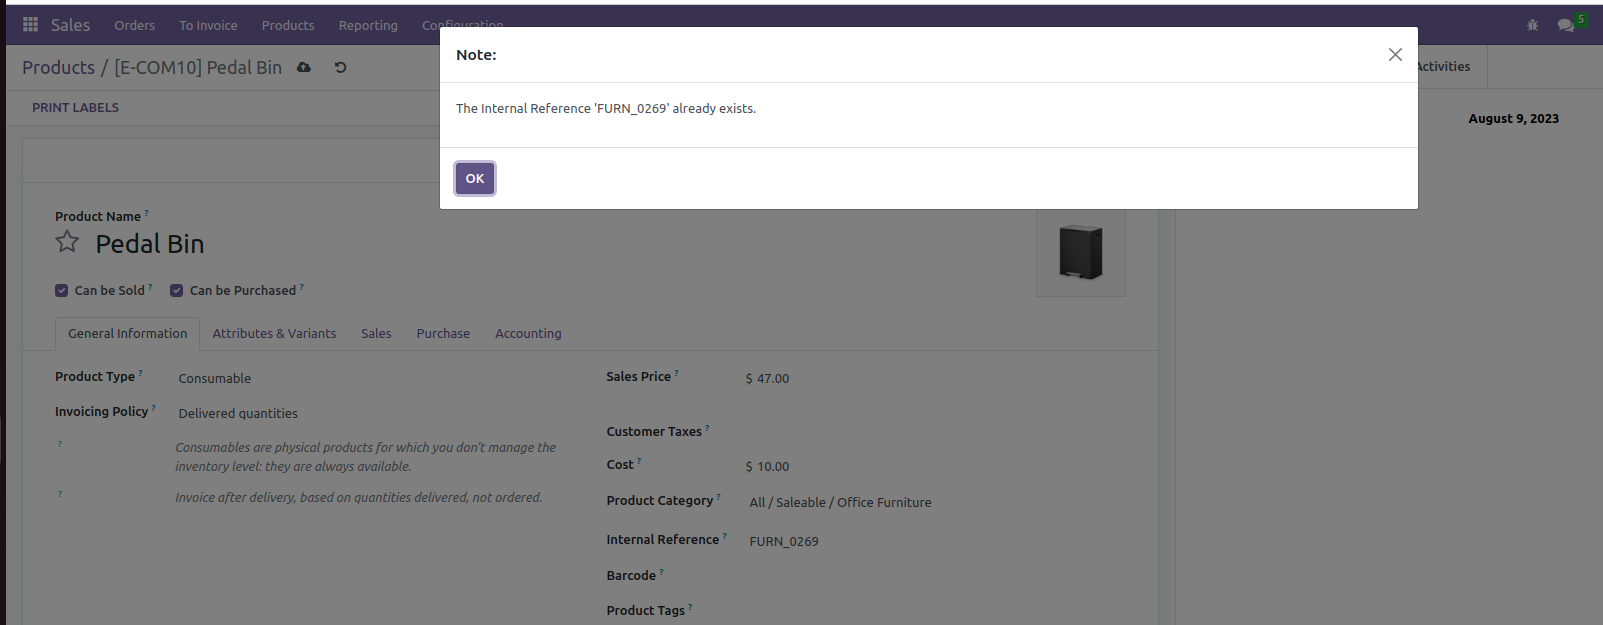 Sales Orders To Invoice Products Reporting Configuration 5
Note:
Products / [E-COM10] Pedal Bin
Activities
The Internal Reference 'FURN_0269' already exists.
PRINT LABELS
August 9, 2023
OK
Product Name ?
Pedal Bin
Can be Sold ? Can be Purchased ?
General Information Attributes & Variants Sales Purchase Accounting
Product Type ? Consumable
Sales Price ? $ 47.00
Invoicing Policy ? Delivered quantities
Customer Taxes ?
? Consumables are physical products for which you don't manage the
inventory level: they are always available.
Cost ? $ 10.00
? Invoice after delivery, based on quantities delivered, not ordered.
Product Category ? All / Saleable / Office Furniture
Internal Reference ? FURN_0269
Barcode ?
Product Tags ?